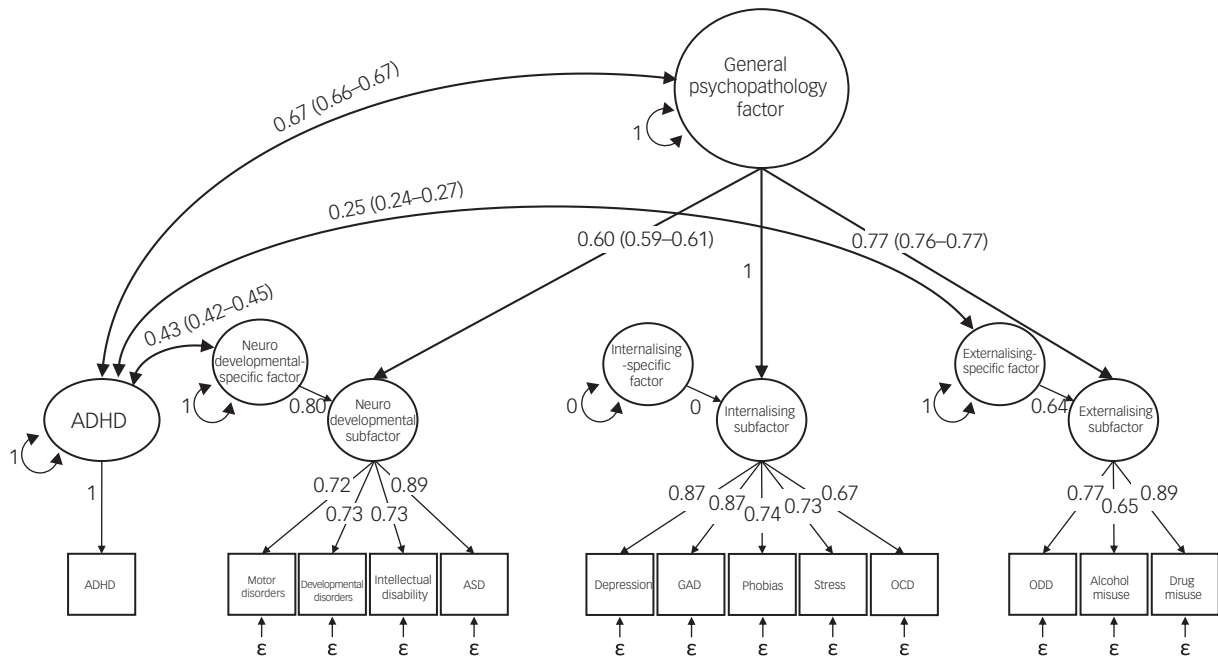 General
psychopathology
factor
1
0.67 (0.66–0.67)
0.25 (0.24–0.27)
0.60 (0.59–0.61)
1
0.77 (0.76–0.77)
0.43 (0.42–0.45)
Neuro
developmental-
specific factor
1
0.80
Neuro
developmental
subfactor
Internalising
-specific
factor
0
0
Internalising
subfactor
Externalising-
specific factor
1
0.64
Externalising
subfactor
ADHD
1
1
0.72
0.89
0.73
0.73
0.87
0.87
0.74
0.73
0.67
0.77
0.65
0.89
ADHD
Motor
disorders
Developmental
disorders
Intellectual
disability
ASD
Depression
GAD
Phobias
Stress
OCD
ODD
Alcohol
misuse
Drug
misuse
ε ε ε ε ε ε ε ε ε ε ε ε